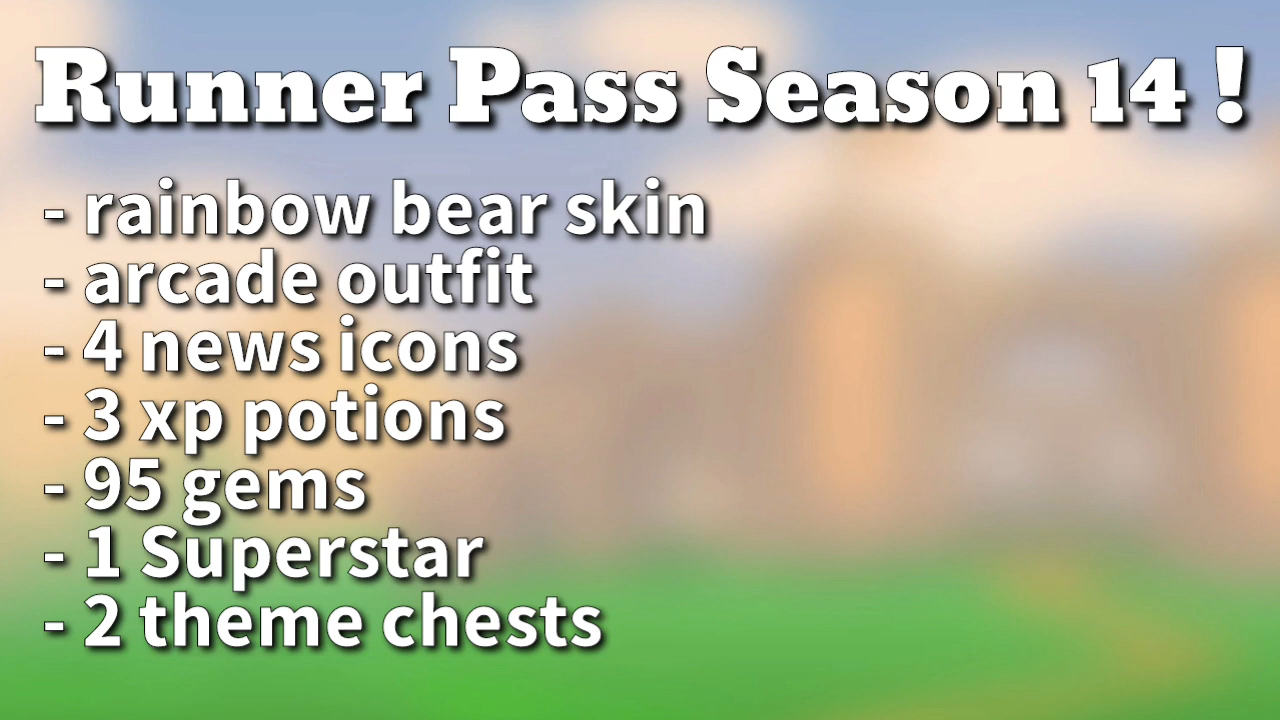 Runner Pass Season 14 !
- rainbow bear skin
- arcade outfit
- 4 news icons
- 3 xp potions
- 95 gems
- 1 Superstar
- 2 theme chests